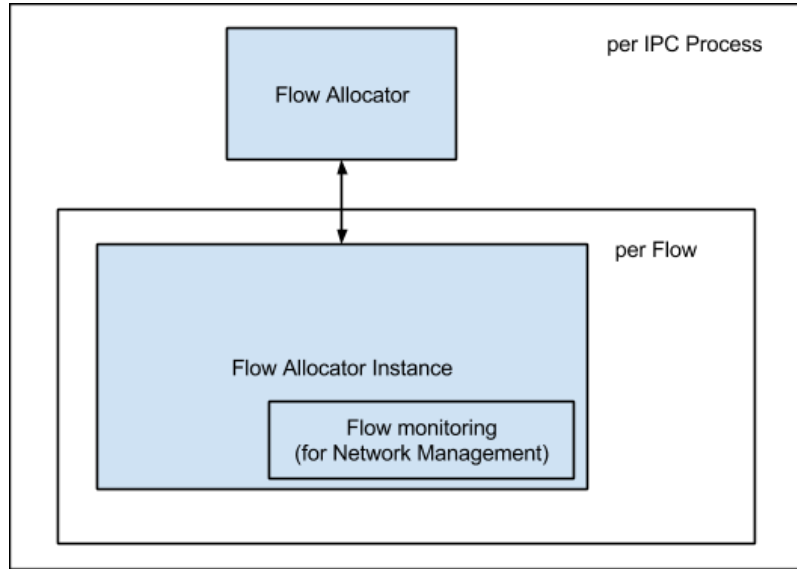 per IPC Process
Flow Allocator
per Flow
Flow Allocator Instance
Flow monitoring
(for Network Management)